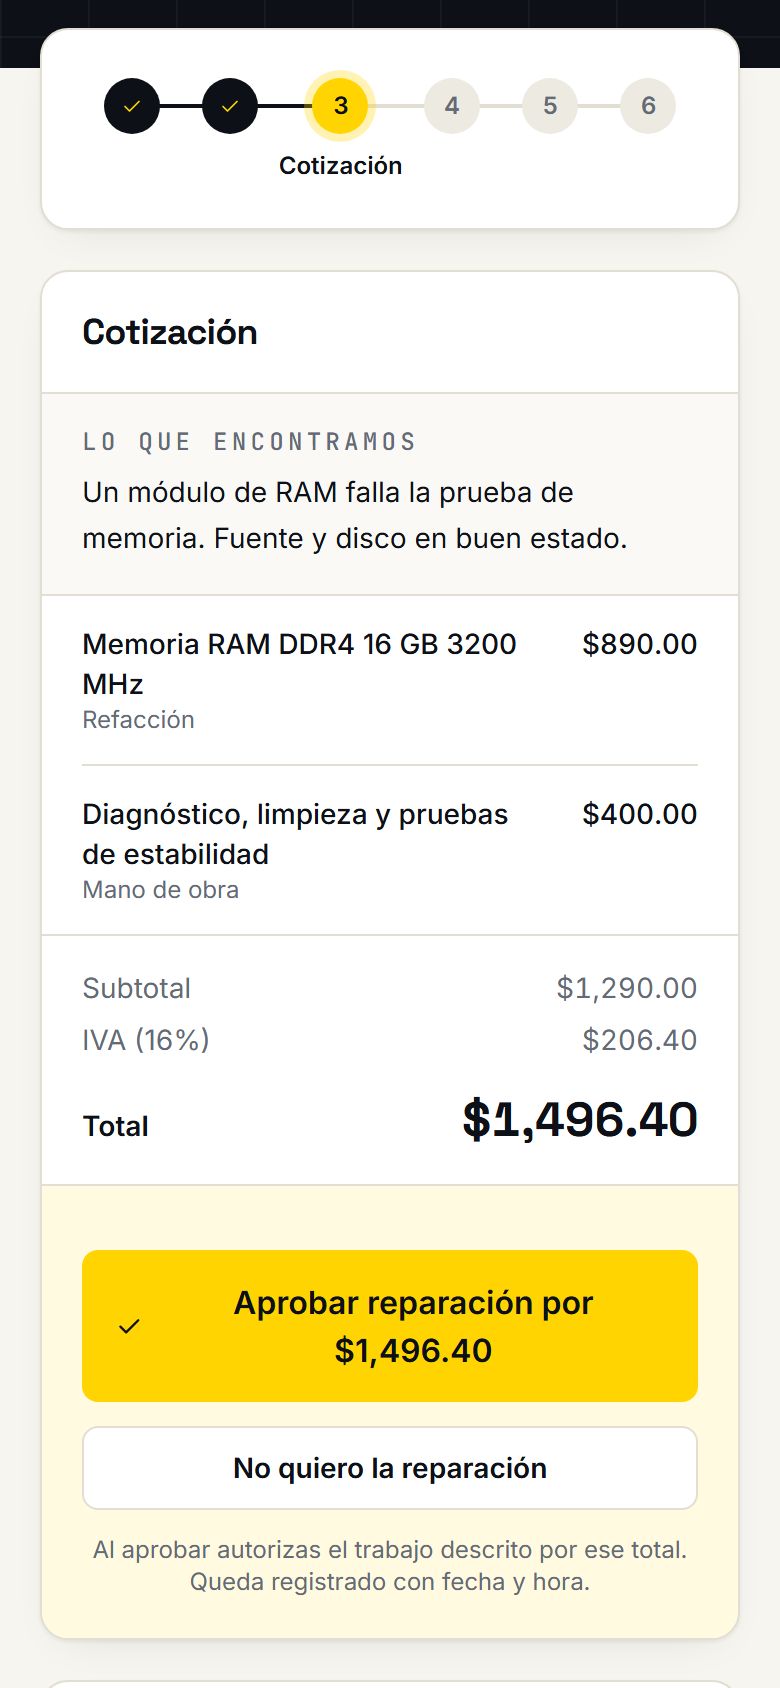 3
4
5
6
Cotización
Cotización
LO QUE ENCONTRAMOS
Un módulo de RAM falla la prueba de
memoria. Fuente y disco en buen estado.
Memoria RAM DDR4 16 GB 3200 $890.00
MHz
Refacción
Diagnóstico, limpieza y pruebas $400.00
de estabilidad
Mano de obra
Subtotal $1,290.00
IVA (16%) $206.40
Total $1,496.40
Aprobar reparación por
$1,496.40
No quiero la reparación
Al aprobar autorizas el trabajo descrito por ese total.
Queda registrado con fecha y hora.